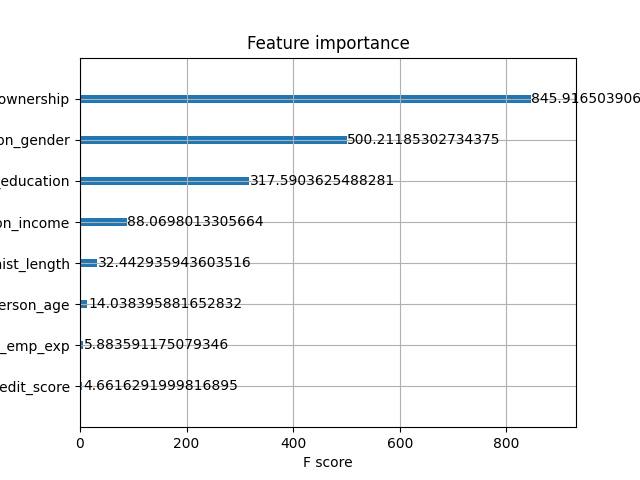 Feature importance
ownership 845.916503906
on_gender 500.21185302734375
_education 317.5903625488281
on_income 88.0698013305664
hist_length 32.442935943603516
erson_age 14.038395881652832
_emp_exp 5.883591175079346
edit_score 4.6616291999816895
0 200 400 600 800
F score